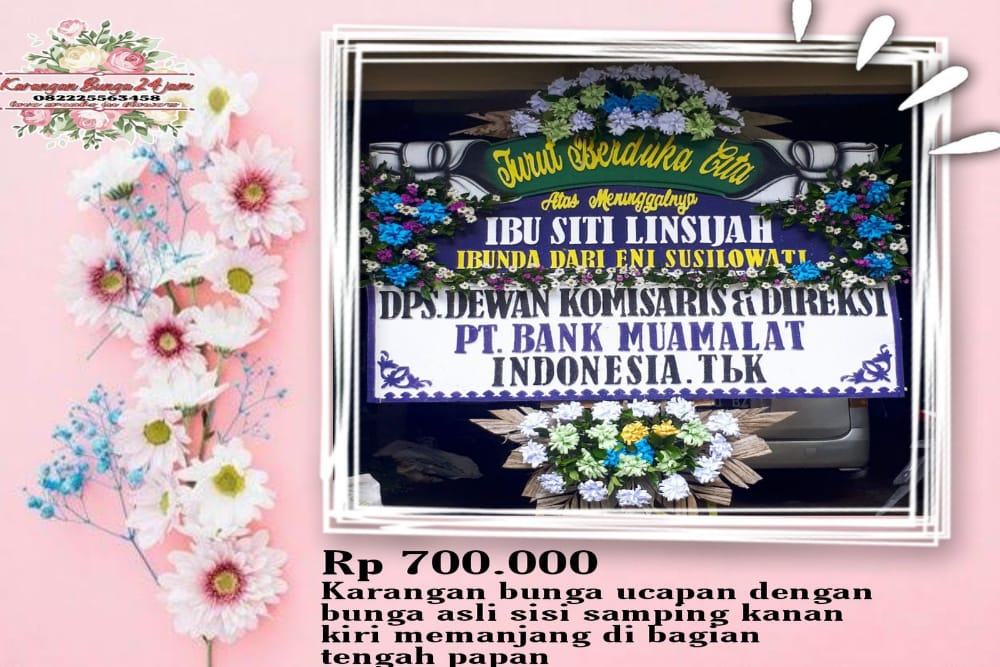 Karangan Bunga 24 jam
082225563458
Turut Berduka Cita
Atas Meninggalnya
IBU SITI LINSIJAH
IBUNDA DARI ENI SUSILOWATI
DPS. DEWAN KOMISARIS & DIREKSI
PT. BANK MUAMALAT
INDONESIA. TbK
Rp 700.000
Karangan bunga ucapan dengan
bunga asli sisi samping kanan
kiri memanjang di bagian
tengah papan